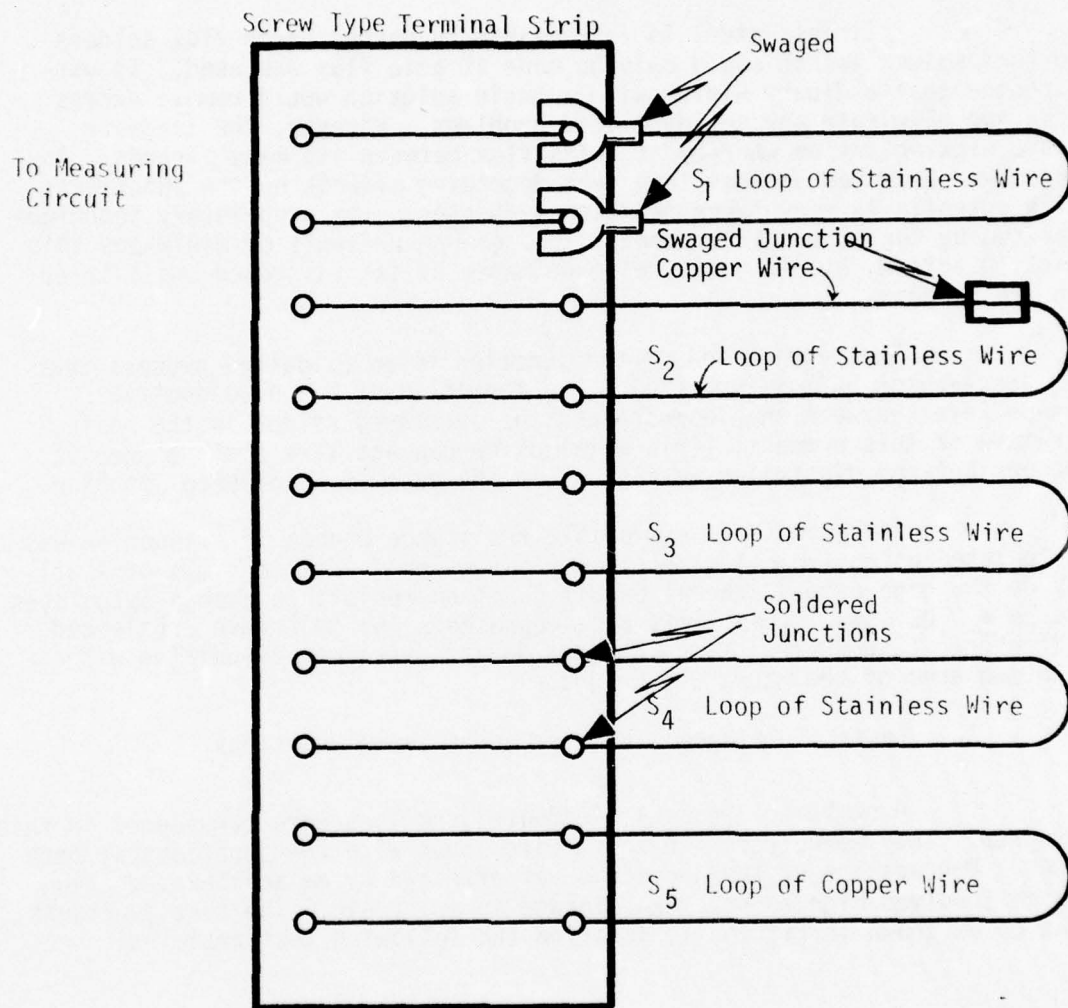 Screw Type Terminal Strip
Swaged
To Measuring
Circuit
S1 Loop of Stainless Wire
Swaged Junction
Copper Wire
S2 Loop of Stainless Wire
S3 Loop of Stainless Wire
Soldered
Junctions
S4 Loop of Stainless Wire
S5 Loop of Copper Wire